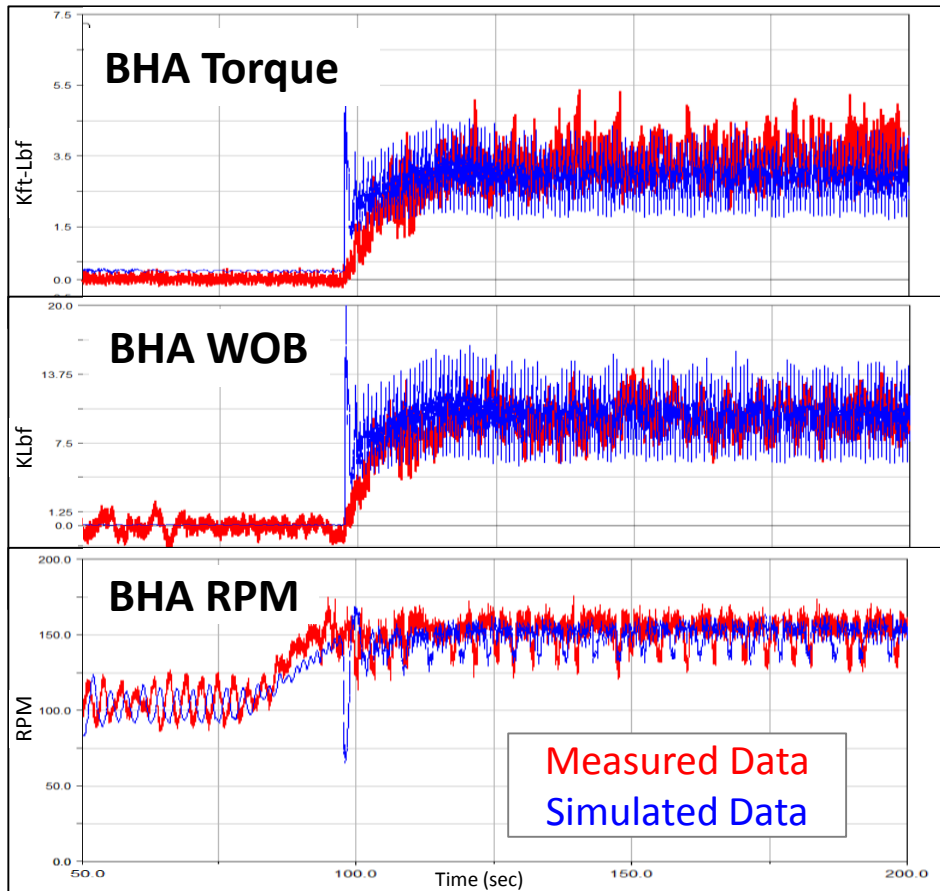 7.5
BHA Torque
5.5
Kft-Lbf
3.5
1.5
0.0
20.0
BHA WOB
13.75
KLbf
7.5
1.25
0.0
200.0
BHA RPM
150.0
100.0
RPM
Measured Data
50.0
Simulated Data
0.0
50.0 100.0 150.0 200.0
Time (sec)